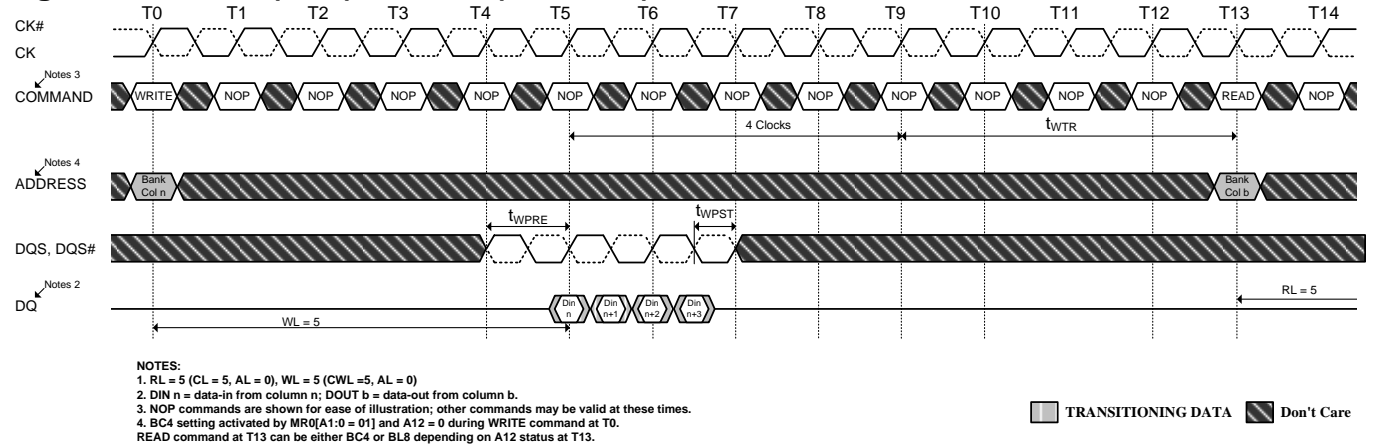 T0 T1 T2 T3 T4 T5 T6 T7 T8 T9 T10 T11 T12 T13 T14
CK#
CK
Notes 3
COMMAND WRITE NOP NOP NOP NOP NOP NOP NOP NOP NOP NOP NOP NOP READ NOP
4 Clocks tWTR
Notes 4
ADDRESS Bank Col n Bank Col b
tWPRE tWPST
DQS, DQS#
Notes 2
DQ Din n Din n+1 Din n+2 Din n+3 RL = 5
WL = 5
NOTES:
1. RL = 5 (CL = 5, AL = 0), WL = 5 (CWL =5, AL = 0)
2. DIN n = data-in from column n; DOUT b = data-out from column b.
3. NOP commands are shown for ease of illustration; other commands may be valid at these times.
4. BC4 setting activated by MR0[A1:0 = 01] and A12 = 0 during WRITE command at T0.
READ command at T13 can be either BC4 or BL8 depending on A12 status at T13.
TRANSITIONING DATA Don't Care